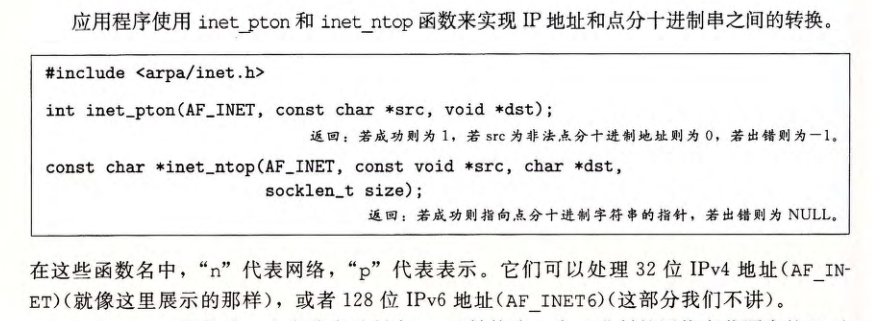 应用程序使用 inet_pton 和 inet_ntop 函数来实现 IP 地址和点分十进制串之间的转换。
#include <arpa/inet.h>
int inet_pton(AF_INET, const char *src, void *dst);
返回：若成功则为 1，若 src 为非法点分十进制地址则为 0，若出错则为－1。
const char *inet_ntop(AF_INET, const void *src, char *dst,
socklen_t size);
返回：若成功则指向点分十进制字符串的指针，若出错则为 NULL。
在这些函数名中，“n”代表网络，“p”代表表示。它们可以处理 32 位 IPv4 地址(AF_IN-
ET)(就像这里展示的那样)，或者 128 位 IPv6 地址(AF_INET6)(这部分我们不讲)。